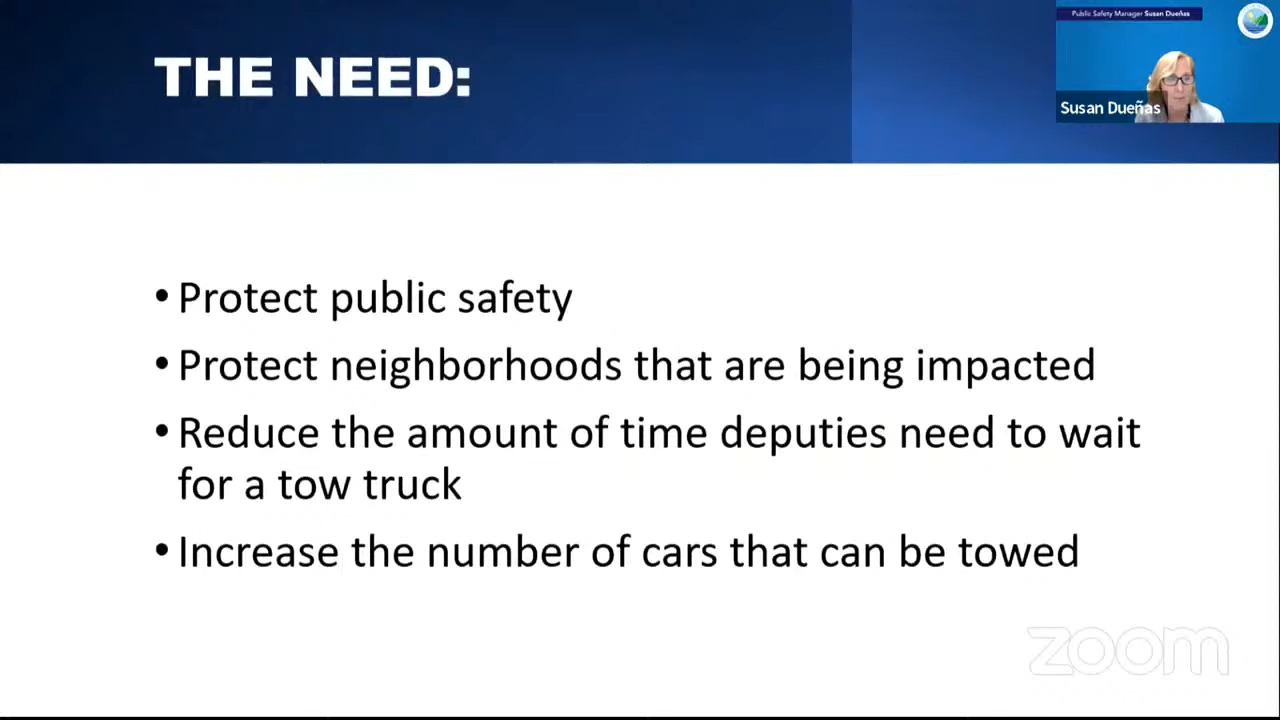 THE NEED:
Public Safety Manager Susan Dueñas
Susan Dueñas
• Protect public safety
• Protect neighborhoods that are being impacted
• Reduce the amount of time deputies need to wait
for a tow truck
• Increase the number of cars that can be towed
zoom